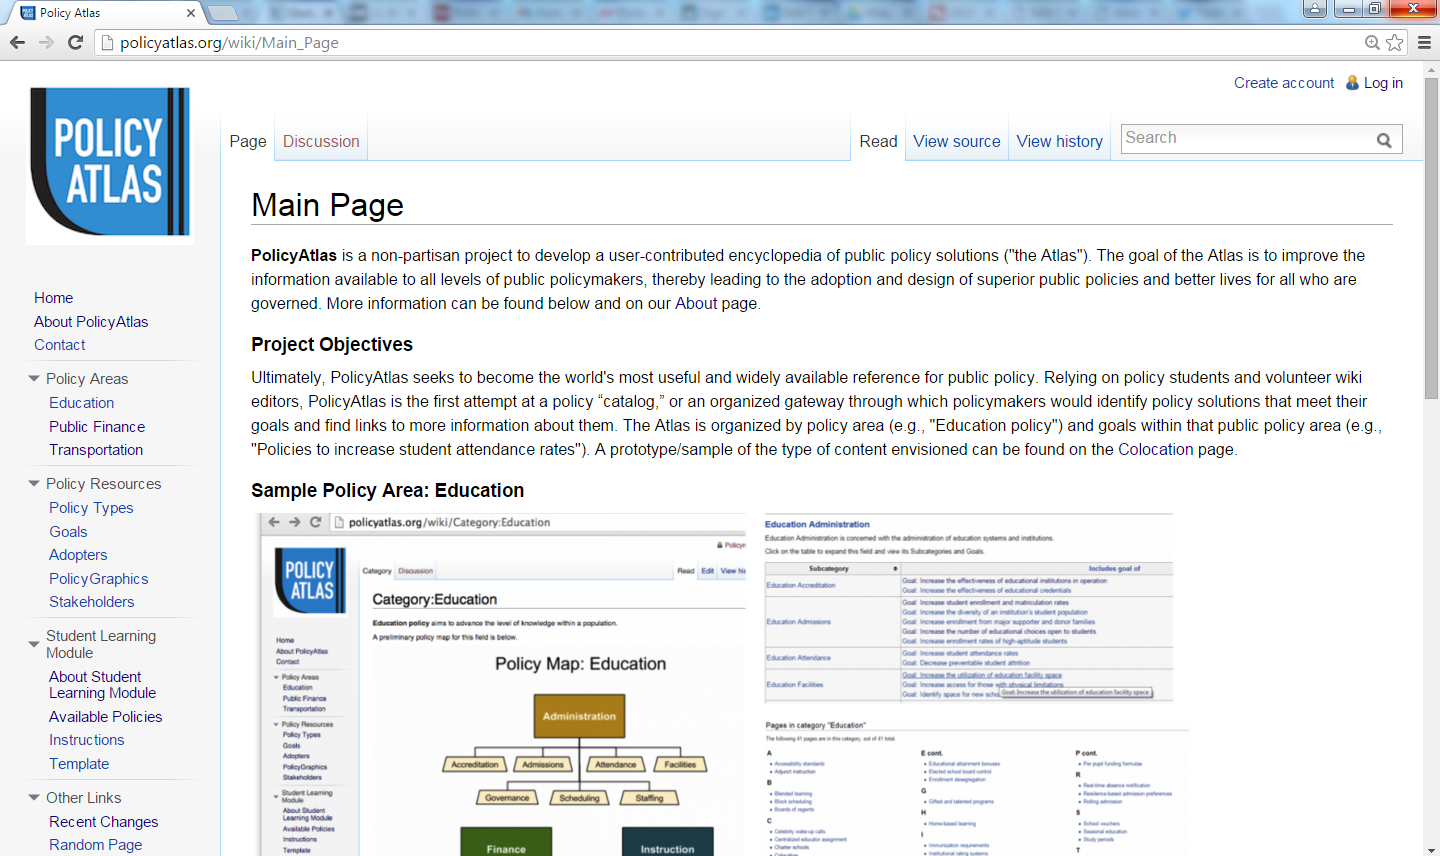 Policy Atlas
policyatlas.org/wiki/Main_Page
Create account Log in
POLICY
ATLAS
Page Discussion Read View source View history Search
Main Page
PolicyAtlas is a non-partisan project to develop a user-contributed encyclopedia of public policy solutions ("the Atlas"). The goal of the Atlas is to improve the
information available to all levels of public policymakers, thereby leading to the adoption and design of superior public policies and better lives for all who are
governed. More information can be found below and on our About page.
Project Objectives
Ultimately, PolicyAtlas seeks to become the world's most useful and widely available reference for public policy. Relying on policy students and volunteer wiki
editors, PolicyAtlas is the first attempt at a policy “catalog,” or an organized gateway through which policymakers would identify policy solutions that meet their
goals and find links to more information about them. The Atlas is organized by policy area (e.g., "Education policy") and goals within that public policy area (e.g.,
"Policies to increase student attendance rates"). A prototype/sample of the type of content envisioned can be found on the Colocation page.
Sample Policy Area: Education
Home
About PolicyAtlas
Contact
Policy Areas
Education
Public Finance
Transportation
Policy Resources
Policy Types
Goals
Adopters
PolicyGraphics
Stakeholders
Student Learning
Module
About Student
Learning Module
Available Policies
Instructions
Template
Other Links
Recent Changes
Random Page
policyatlas.org/wiki/Category:Education
POLICY
ATLAS
Category Discussion Read Edit
Category:Education
Education policy aims to advance the level of knowledge within a population.
A preliminary policy map for this field is below.
Policy Map: Education
Administration
Accreditation Admissions Attendance Facilities
Governance Scheduling Staffing
Finance Instruction
Home
About PolicyAtlas
Contact
Policy Areas
Education
Public Finance
Transportation
Policy Resources
Policy Types
Goals
Adopters
PolicyGraphics
Stakeholders
Student Learning
Module
About Student
Learning Module
Available Policies
Instructions
Template
Education Administration
Education Administration is concerned with the administration of education systems and institutions.
Click on the table to expand this field and view its Subcategories and Goals.
Subcategory Includes goal of
Education Accreditation
Goal: Increase the effectiveness of educational institutions in operation
Goal: Increase the effectiveness of educational credentials
Education Admissions
Goal: Increase student enrollment and matriculation rates
Goal: Increase the diversity of an institution's student population
Goal: Increase enrollment from major supporter and donor families
Goal: Increase the number of educational choices open to students
Goal: Increase enrollment rates of high-aptitude students
Education Attendance
Goal: Increase student attendance rates
Goal: Decrease preventable student attrition
Education Facilities
Goal: Increase the utilization of education facility space
Goal: Increase access for those with physical limitations
Goal: Identify space for new
Goal: Increase the utilization of education facility space
Pages in category "Education"
The following 41 pages are in this category, out of 41 total.
A
Accessibility standards
Adjunct instruction
B
Blended learning
Block scheduling
Boards of regents
C
Celebrity wake-up calls
Centralized educator assignment
Charter schools
Colocation
E cont.
Educational attainment bonuses
Elected school board control
Enrollment desegregation
G
Gifted and talented programs
H
Home-based learning
I
Immunization requirements
Institutional rating systems
P cont.
Per pupil funding formulas
R
Real-time absence notification
Residence-based admission preferences
Rolling admission
S
School vouchers
Seasonal education
Study periods
T